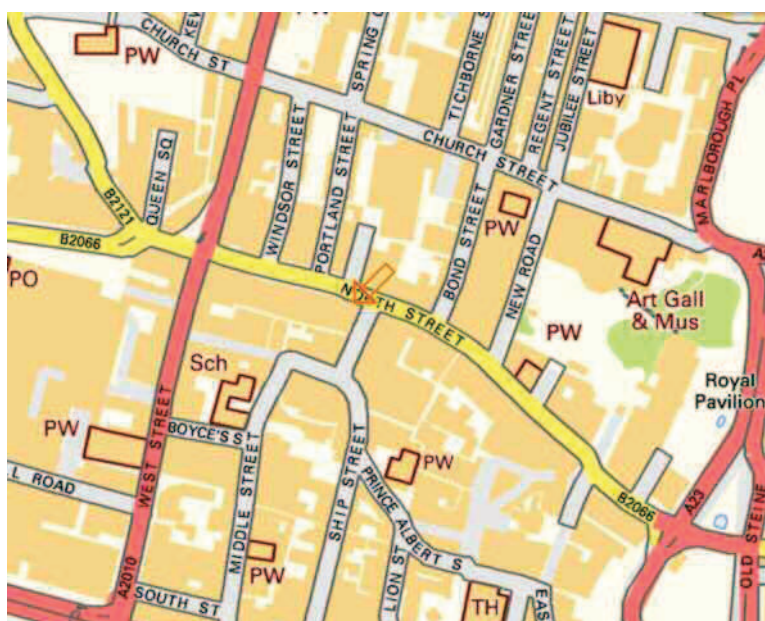 KEW
PW
CHURCH ST
SPRING G
TICHBORNE S
GARDNER STREET
REGENT STREET
JUBILEE STREET
Liby
MARLBOROUGH PL
B2121
QUEEN SQ
WINDSOR STREET
PORTLAND STREET
CHURCH STREET
B2066
PW
BOND STREET
NEW ROAD
PO
NORTH STREET
Art Gall
& Mus
PW
Sch
Royal
Pavilion
PW
BOYCE'S S
WEST STREET
L ROAD
MIDDLE STREET
SHIP STREET
PW
PRINCE ALBERT S
B2066
A23
OLD STEINE
PW
LION ST
EAS
A2010
SOUTH ST
TH